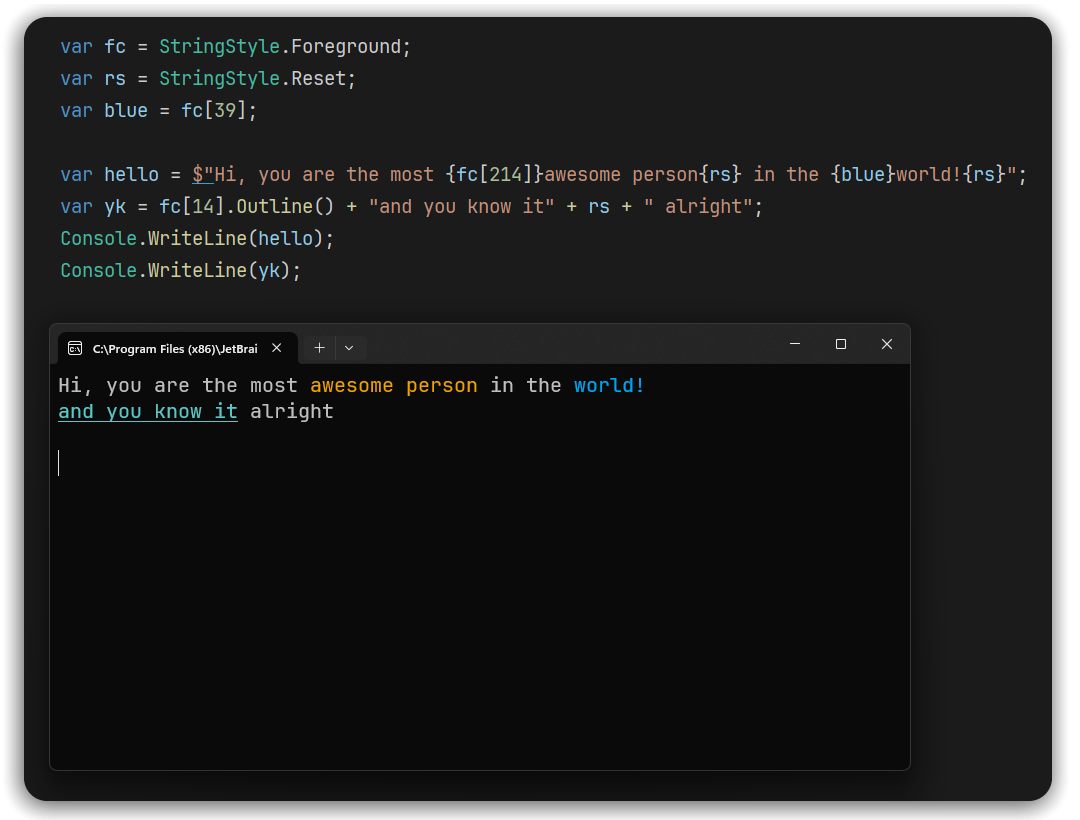 var fc = StringStyle.Foreground;
var rs = StringStyle.Reset;
var blue = fc[39];
var hello = $"Hi, you are the most {fc[214]}awesome person{rs} in the {blue}world!{rs}";
var yk = fc[14].Outline() + "and you know it" + rs + " alright";
Console.WriteLine(hello);
Console.WriteLine(yk);
C:\Program Files (x86)\JetBrai
Hi, you are the most awesome person in the world!
and you know it alright